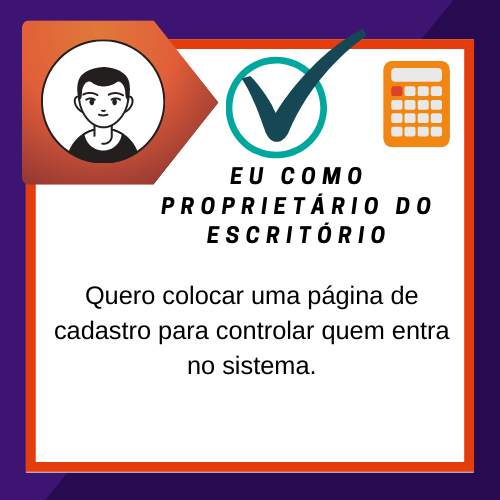 EU COMO
PROPRIETÁRIO DO
ESCRITÓRIO
Quero colocar uma página de
cadastro para controlar quem entra
no sistema.